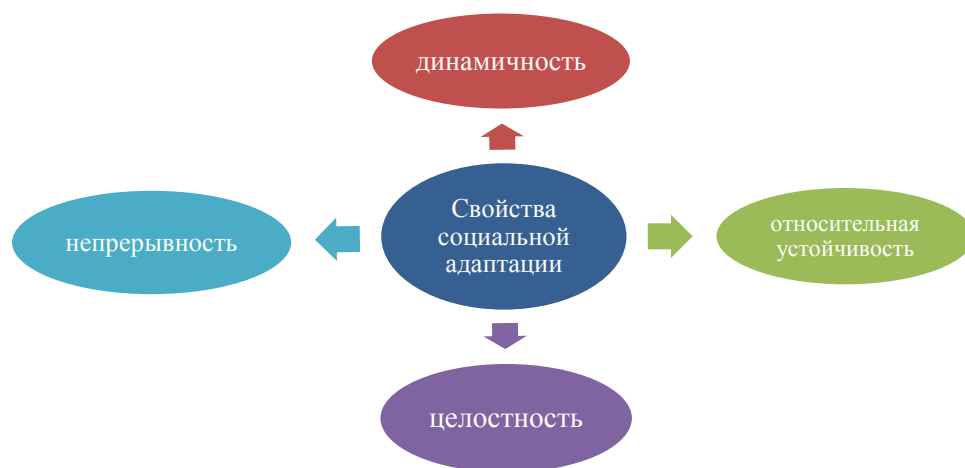 динамичность
Свойства
социальной
адаптации
непрерывность
относительная
устойчивость
целостность